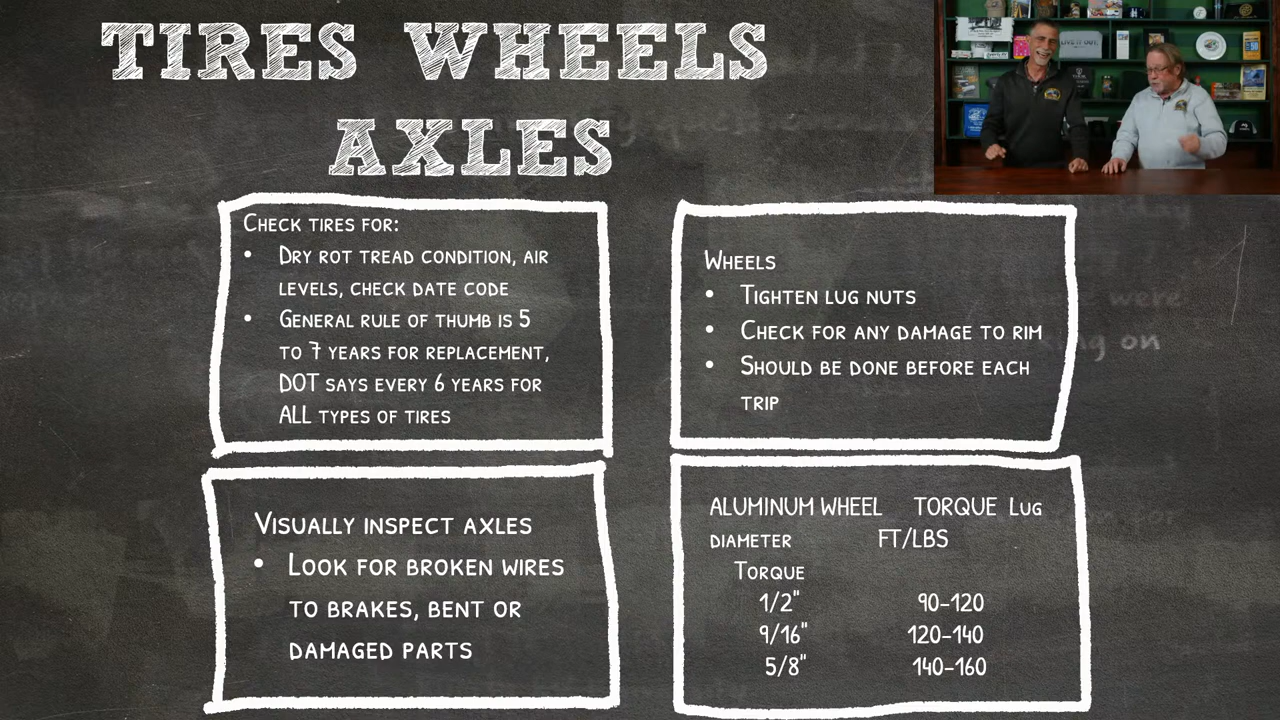 TIRES WHEELS
AXLES
LIVE IT OUT.
CHECK TIRES FOR:
• DRY ROT TREAD CONDITION, AIR
LEVELS, CHECK DATE CODE
• GENERAL RULE OF THUMB IS 5
TO 7 YEARS FOR REPLACEMENT,
DOT SAYS EVERY 6 YEARS FOR
ALL TYPES OF TIRES
WHEELS
• TIGHTEN LUG NUTS
• CHECK FOR ANY DAMAGE TO RIM
• SHOULD BE DONE BEFORE EACH
TRIP
VISUALLY INSPECT AXLES
• LOOK FOR BROKEN WIRES
TO BRAKES, BENT OR
DAMAGED PARTS
ALUMINUM WHEEL TORQUE LUG
DIAMETER FT/LBS
TORQUE
1/2" 90-120
9/16" 120-140
5/8" 140-160